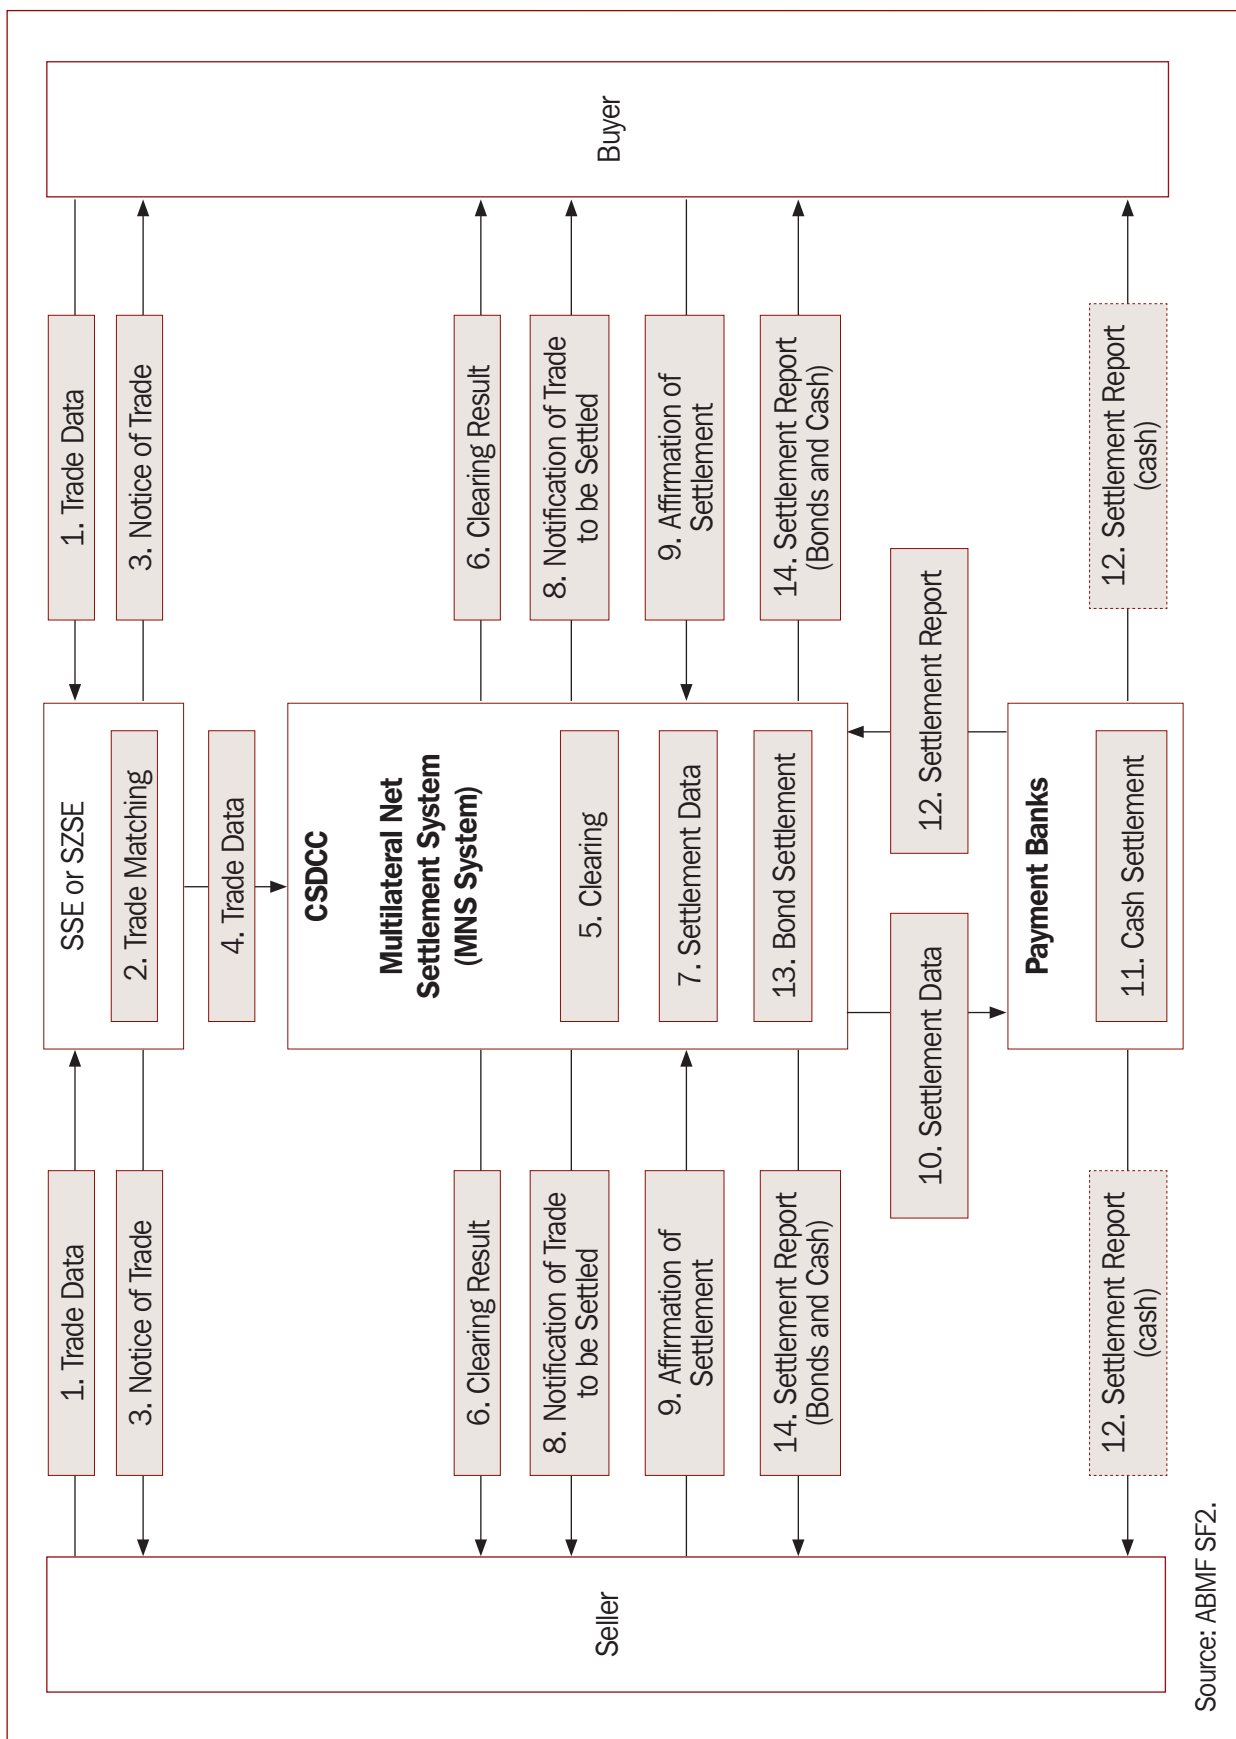 Seller
1. Trade Data
3. Notice of Trade
6. Clearing Result
8. Notification of Trade
to be Settled
9. Affirmation of
Settlement
14. Settlement Report
(Bonds and Cash)
12. Settlement Report
(cash)
SSE or SZSE
2. Trade Matching
4. Trade Data
CSDCC
Multilateral Net
Settlement System
(MNS System)
5. Clearing
7. Settlement Data
13. Bond Settlement
10. Settlement Data
12. Settlement Report
Payment Banks
11. Cash Settlement
1. Trade Data
3. Notice of Trade
6. Clearing Result
8. Notification of Trade
to be Settled
9. Affirmation of
Settlement
14. Settlement Report
(Bonds and Cash)
12. Settlement Report
(cash)
Buyer
Source: ABMF SF2.